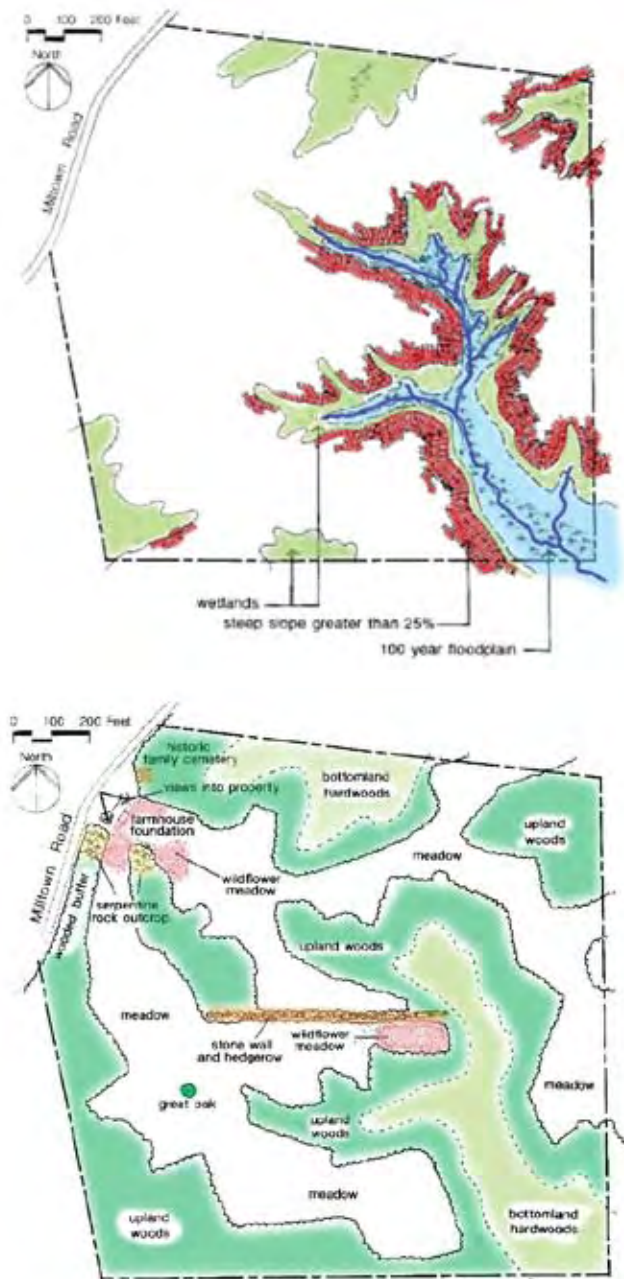 0 100 200 Feet
North
Milltown Road
wetlands
steep slope greater than 25%
100 year floodplain
0 100 200 Feet
North
Milltown Road
historic
family cemetery
views into property
farmhouse
foundation
bottomland
hardwoods
upland
woods
meadow
wildflower
meadow
serpentine
rock outcrop
wooded buffer
upland woods
meadow
stone wall
and hedgerow
wildflower
meadow
great oak
meadow
upland
woods
meadow
upland
woods
bottomland
hardwoods